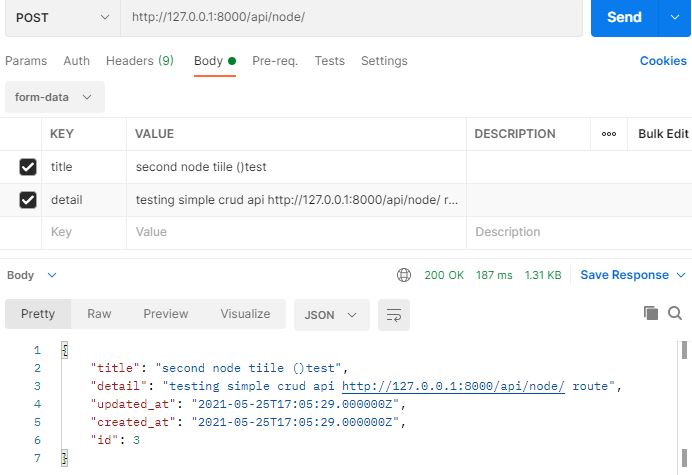 POST http://127.0.0.1:8000/api/node/ Send
Params Auth Headers (9) Body Pre-req. Tests Settings Cookies
form-data
KEY VALUE DESCRIPTION ooo Bulk Edit
title second node tiile ()test
detail testing simple crud api http://127.0.0.1:8000/api/node/ r...
Key Value Description
Body 200 OK 187 ms 1.31 KB Save Response
Pretty Raw Preview Visualize JSON
1 {
2 "title": "second node tiile ()test",
3 "detail": "testing simple crud api http://127.0.0.1:8000/api/node/ route",
4 "updated_at": "2021-05-25T17:05:29.000000Z",
5 "created_at": "2021-05-25T17:05:29.000000Z",
6 "id": 3
7 }